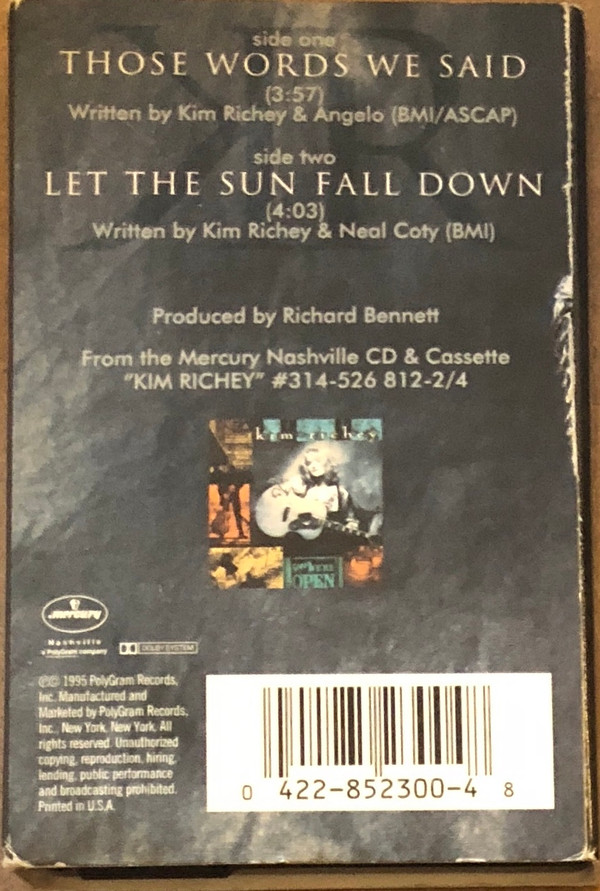 side one
THOSE WORDS WE SAID
(3:57)
Written by Kim Richey & Angelo (BMI/ASCAP)
side two
LET THE SUN FALL DOWN
(4:03)
Written by Kim Richey & Neal Coty (BMI)
Produced by Richard Bennett
From the Mercury Nashville CD & Cassette
"KIM RICHEY" #314-526 812-2/4
kim richey
OPEN
mercury
Nashville
a PolyGram company
DOLBY SYSTEM
℗© 1995 PolyGram Records,
Inc. Manufactured and
Marketed by PolyGram Records,
Inc., New York, New York. All
rights reserved. Unauthorized
copying, reproduction, hiring,
lending, public performance
and broadcasting prohibited.
Printed in U.S.A.
0 422-852300-4 8